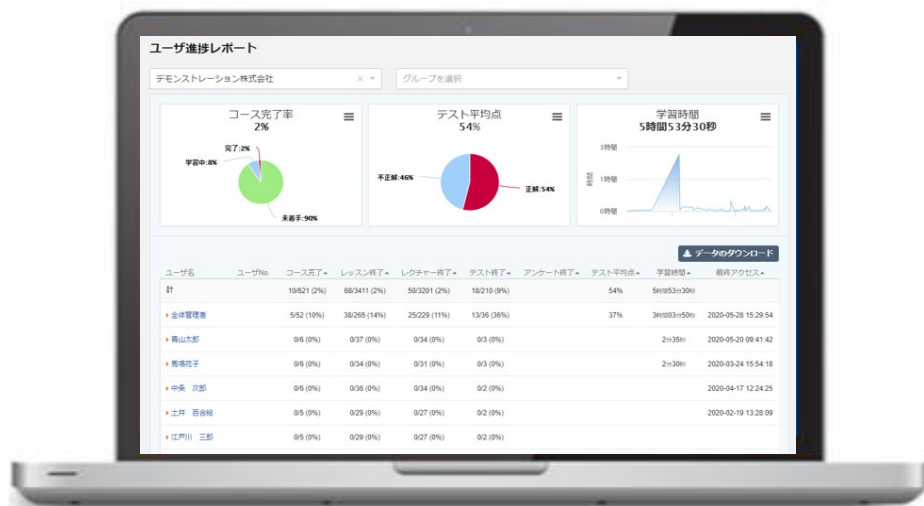 ユーザ進捗レポート
デモンストレーション株式会社 × グループを選択
コース完了率
2%
完了:2%
学習中:8%
未着手:90%
テスト平均点
54%
不正解:46%
正解:54%
学習時間
5時間53分30秒
3時間
1時間
0時間
時間
データのダウンロード
ユーザ名 ユーザNo. コース完了 レッスン終了 レクチャー終了 テスト終了 アンケート終了 テスト平均点 学習時間 最終アクセス
計 10/621 (2%) 68/3411 (2%) 50/3201 (2%) 18/210 (9%) 54% 5時間53分30秒
全体管理者 5/52 (10%) 38/265 (14%) 25/229 (11%) 13/36 (36%) 37% 3時間03分50秒 2020-05-28 15:29:54
青山太郎 0/6 (0%) 0/37 (0%) 0/34 (0%) 0/3 (0%) 2分35秒 2020-05-20 09:41:42
馬場花子 0/6 (0%) 0/34 (0%) 0/31 (0%) 0/3 (0%) 2分30秒 2020-03-24 15:54:18
中条 次郎 0/6 (0%) 0/36 (0%) 0/34 (0%) 0/2 (0%) 2020-04-17 12:24:25
土井 百合絵 0/5 (0%) 0/29 (0%) 0/27 (0%) 0/2 (0%) 2020-02-19 13:28:09
江戸川 三郎 0/5 (0%) 0/29 (0%) 0/27 (0%) 0/2 (0%)